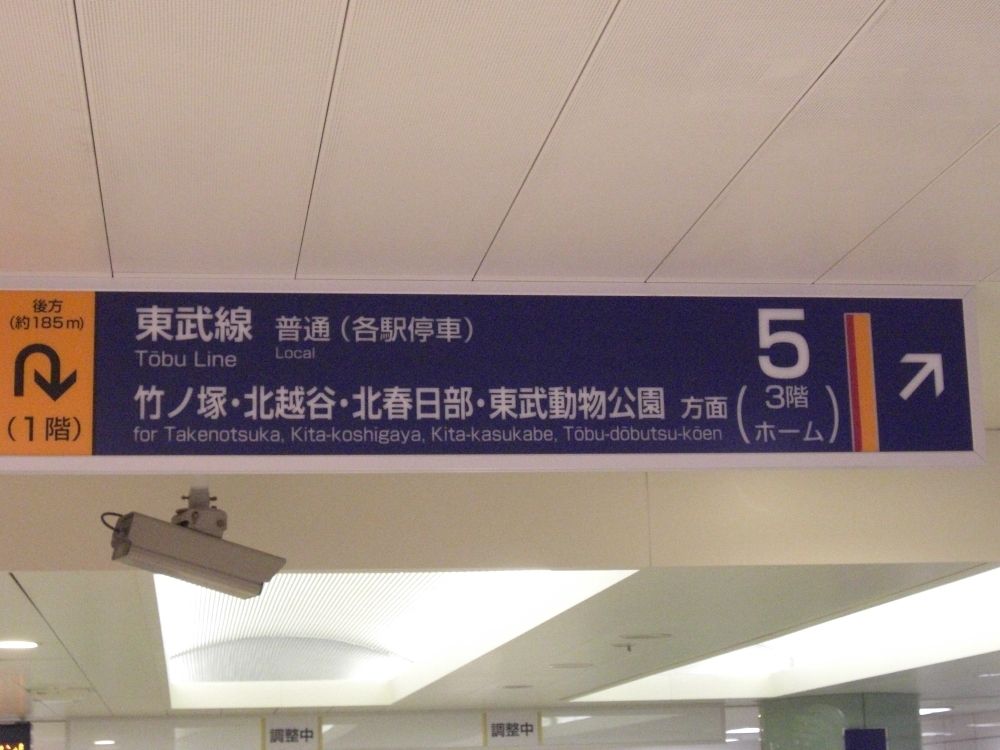 後方
(約185m)
(1階)
東武線 普通(各駅停車)
Tōbu Line Local
竹ノ塚・北越谷・北春日部・東武動物公園 方面
for Takenotsuka, Kita-koshigaya, Kita-kasukabe, Tōbu-dōbutsu-kōen
5
(3階
ホーム)
調整中
調整中